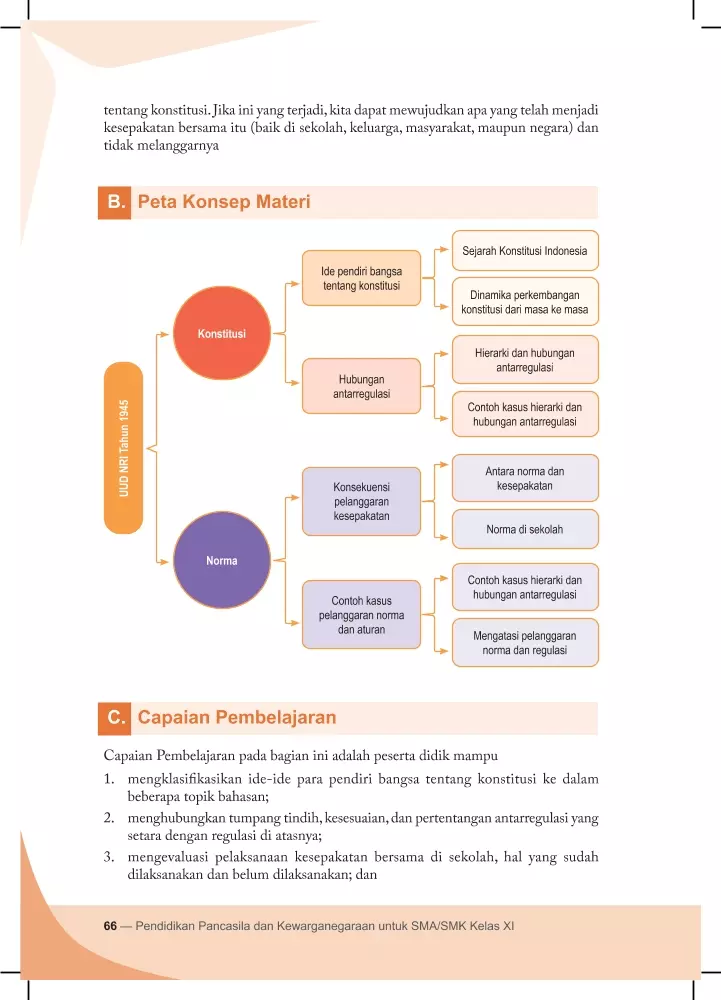 tentang konstitusi. Jika ini yang terjadi, kita dapat mewujudkan apa yang telah menjadi
kesepakatan bersama itu (baik di sekolah, keluarga, masyarakat, maupun negara) dan
tidak melanggarnya
B. Peta Konsep Materi
UUD NRI Tahun 1945
Konstitusi
Ide pendiri bangsa
tentang konstitusi
Sejarah Konstitusi Indonesia
Dinamika perkembangan
konstitusi dari masa ke masa
Hubungan
antarregulasi
Hierarki dan hubungan
antarregulasi
Contoh kasus hierarki dan
hubungan antarregulasi
Norma
Konsekuensi
pelanggaran
kesepakatan
Antara norma dan
kesepakatan
Norma di sekolah
Contoh kasus
pelanggaran norma
dan aturan
Contoh kasus hierarki dan
hubungan antarregulasi
Mengatasi pelanggaran
norma dan regulasi
C. Capaian Pembelajaran
Capaian Pembelajaran pada bagian ini adalah peserta didik mampu
1. mengklasifikasikan ide-ide para pendiri bangsa tentang konstitusi ke dalam
beberapa topik bahasan;
2. menghubungkan tumpang tindih, kesesuaian, dan pertentangan antarregulasi yang
setara dengan regulasi di atasnya;
3. mengevaluasi pelaksanaan kesepakatan bersama di sekolah, hal yang sudah
dilaksanakan dan belum dilaksanakan; dan
66 — Pendidikan Pancasila dan Kewarganegaraan untuk SMA/SMK Kelas XI